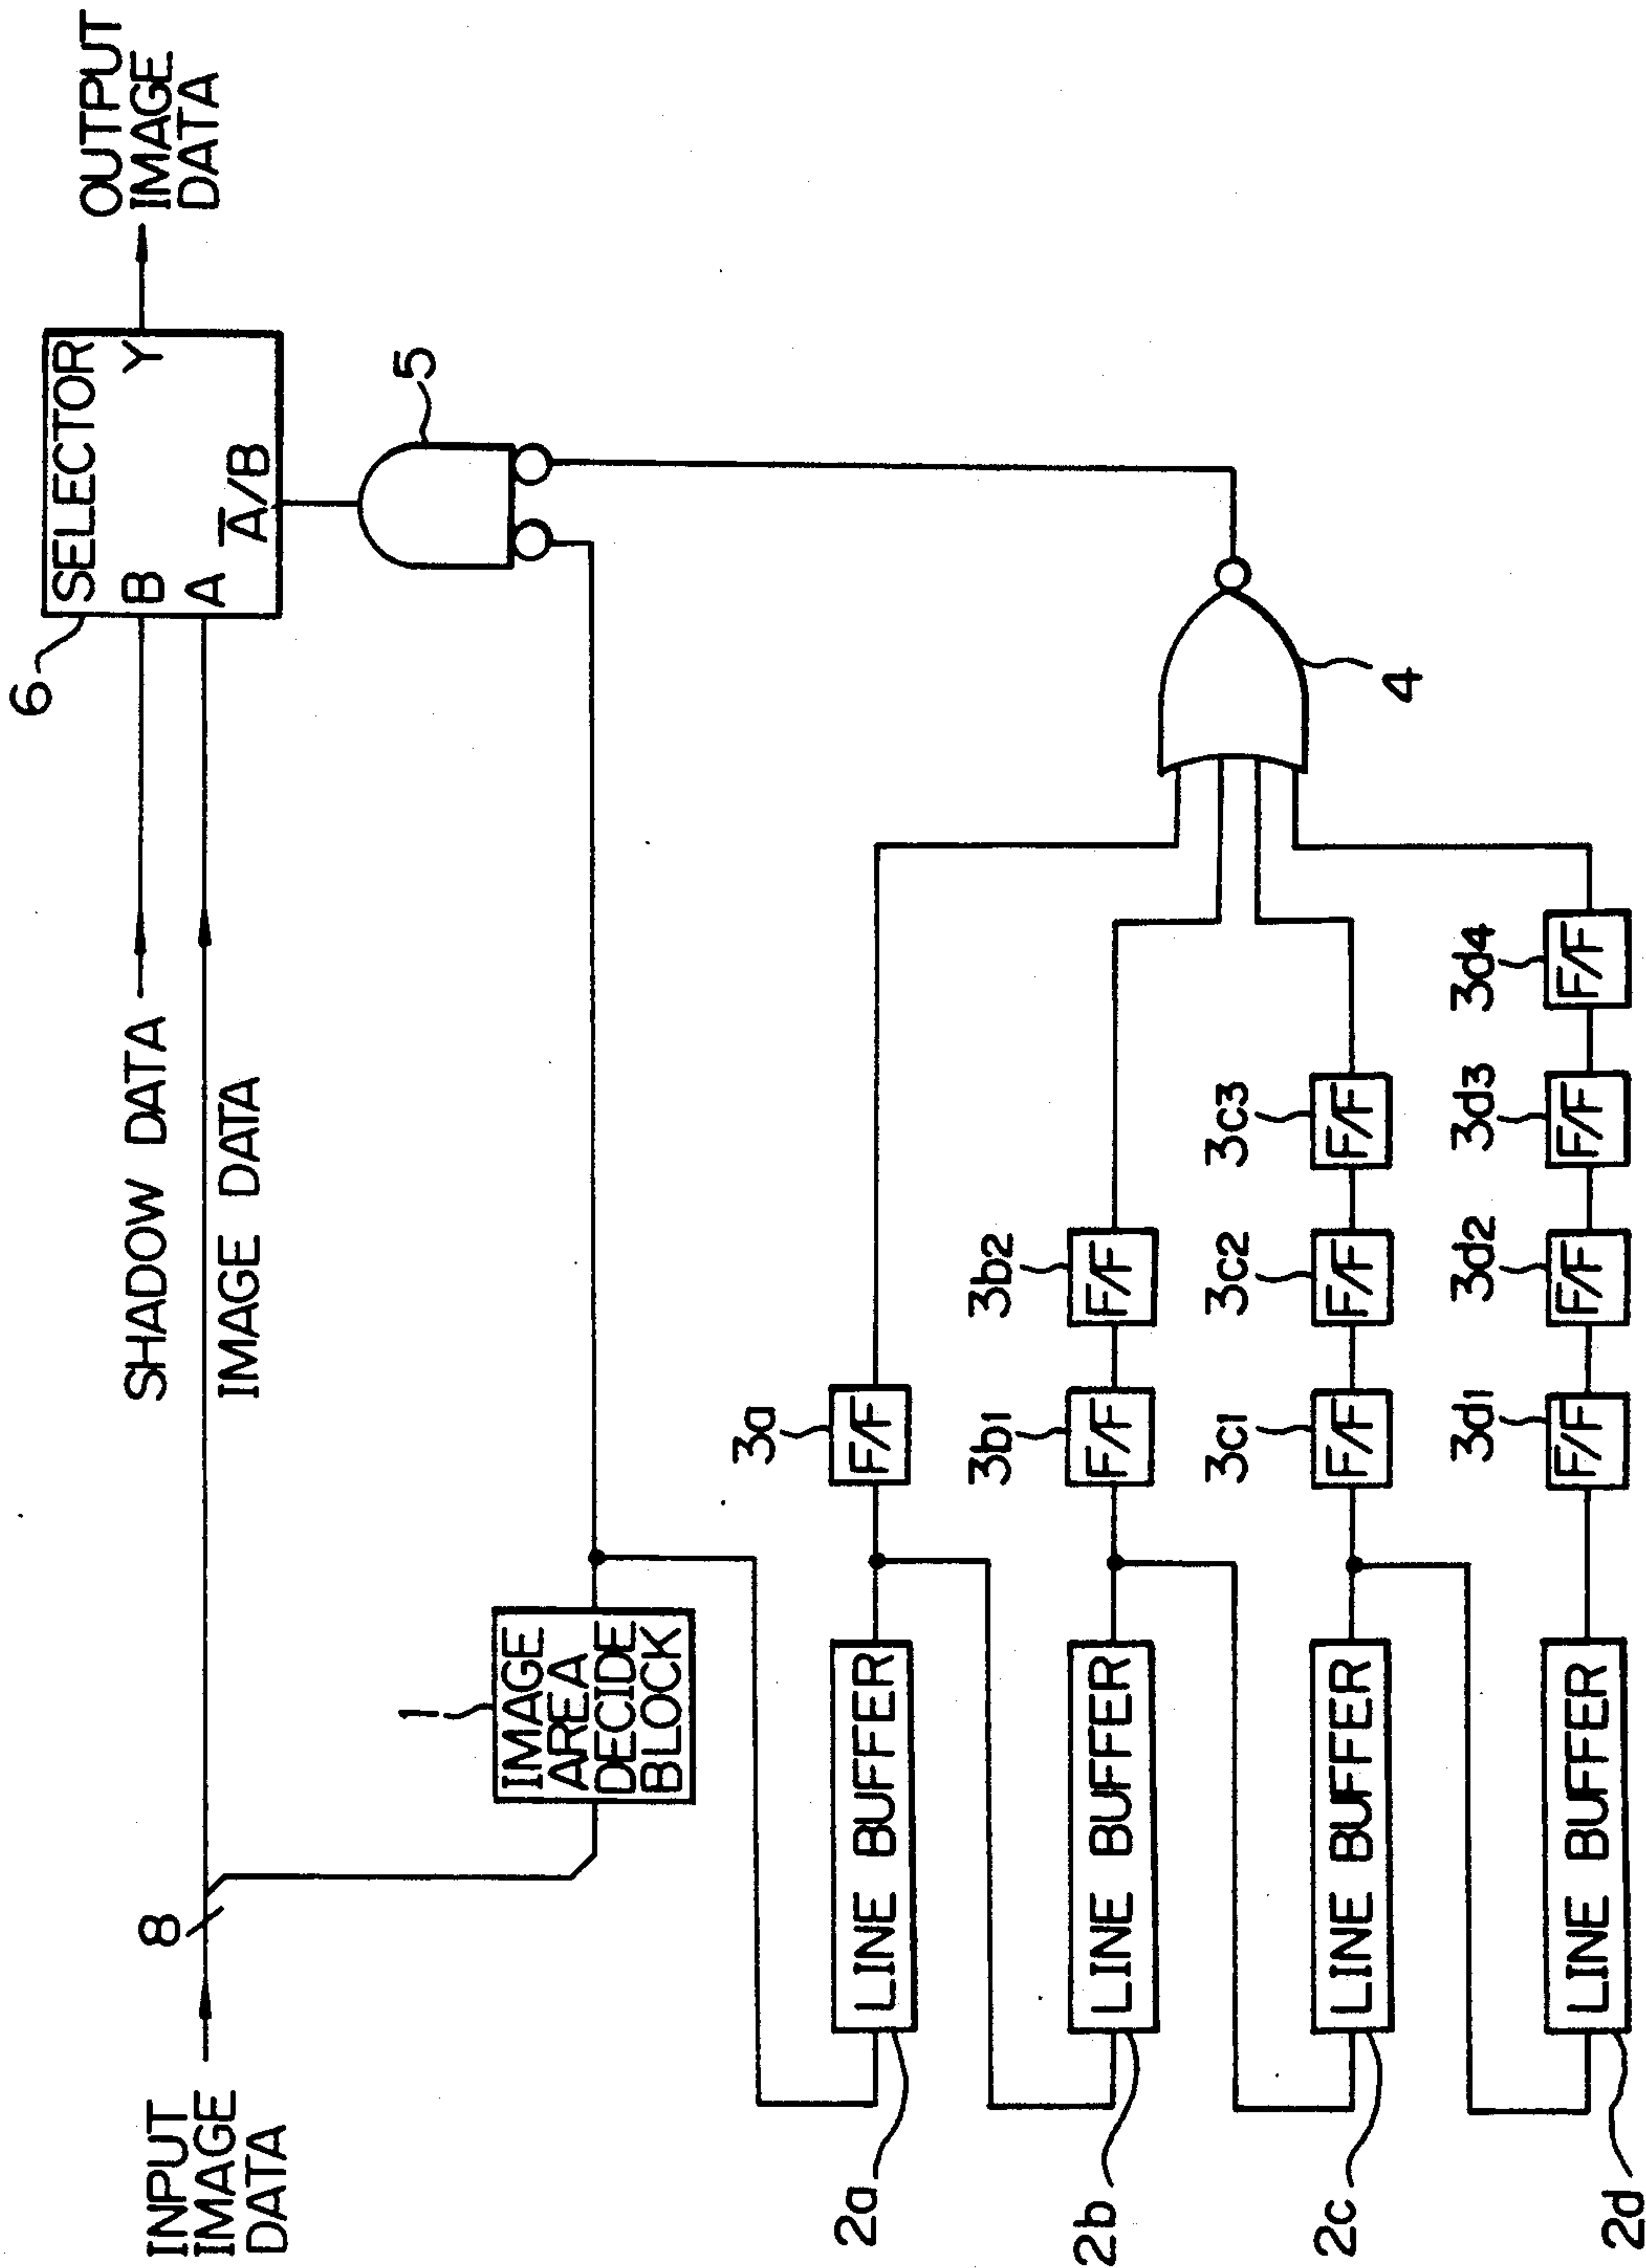 INPUT
IMAGE
DATA
8
SHADOW DATA
IMAGE DATA
6
SELECTOR
B
Y
A
A̅/B
OUTPUT
IMAGE
DATA
5
1
IMAGE
AREA
DECIDE
BLOCK
2a
LINE BUFFER
3a
F/F
2b
LINE BUFFER
3b1
F/F
3b2
F/F
4
2c
LINE BUFFER
3c1
F/F
3c2
F/F
3c3
F/F
2d
LINE BUFFER
3d1
F/F
3d2
F/F
3d3
F/F
3d4
F/F